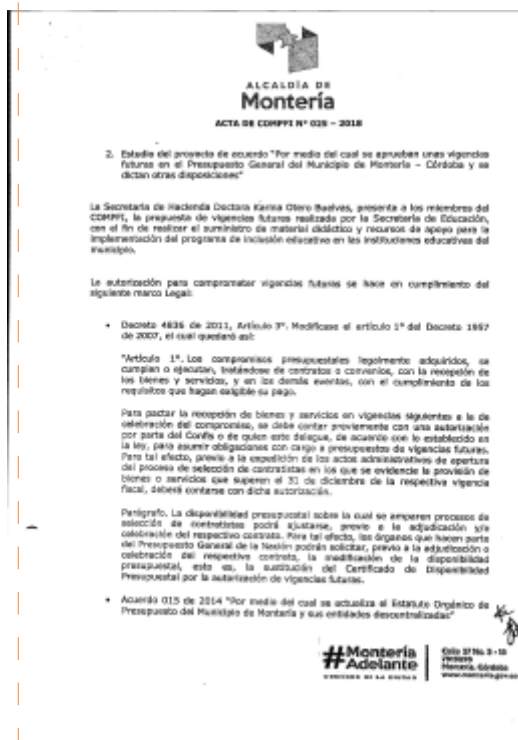 ALCALDÍA DE
Montería
ACTA DE COMPFI N° 025 – 2018
2. Estudio del proyecto de acuerdo "Por medio del cual se aprueban unas vigencias
futuras en el Presupuesto General del Municipio de Montería – Córdoba y se
dictan otras disposiciones"
La Secretaria de Hacienda Doctora Karina Otero Buelvas, presenta a los miembros del
COMPFI, la propuesta de vigencias futuras realizada por la Secretaría de Educación,
con el fin de realizar el suministro de material didáctico y recursos de apoyo para la
implementación del programa de inclusión educativa en las instituciones educativas del
municipio.
La autorización para comprometer vigencias futuras se hace en cumplimiento del
siguiente marco Legal:
• Decreto 4836 de 2011, Artículo 3°. Modifícase el artículo 1° del Decreto 1957
de 2007, el cual quedará así:
"Artículo 1°. Los compromisos presupuestales legalmente adquiridos, se
cumplen o ejecutan, tratándose de contratos o convenios, con la recepción de
los bienes y servicios, y en los demás eventos, con el cumplimiento de los
requisitos que hagan exigible su pago.
Para pactar la recepción de bienes y servicios en vigencias siguientes a la de
celebración del compromiso, se debe contar previamente con una autorización
por parte del Confis o de quien este delegue, de acuerdo con lo establecido en
la ley, para asumir obligaciones con cargo a presupuestos de vigencias futuras.
Para tal efecto, previo a la expedición de los actos administrativos de apertura
del proceso de selección de contratistas en los que se evidencie la provisión de
bienes o servicios que superen el 31 de diciembre de la respectiva vigencia
fiscal, deberá contarse con dicha autorización.
Parágrafo. La disponibilidad presupuestal sobre la cual se amparen procesos de
selección de contratistas podrá ajustarse, previo a la adjudicación y/o
celebración del respectivo contrato. Para tal efecto, los órganos que hacen parte
del Presupuesto General de la Nación podrán solicitar, previo a la adjudicación o
celebración del respectivo contrato, la modificación de la disponibilidad
presupuestal, esto es, la sustitución del Certificado de Disponibilidad
Presupuestal por la autorización de vigencias futuras.
• Acuerdo 015 de 2014 "Por medio del cual se actualiza el Estatuto Orgánico de
Presupuesto del Municipio de Montería y sus entidades descentralizadas"
#Montería
Adelante
Calle 27 No. 3 - 16
Montería, Córdoba
www.monteria.gov.co